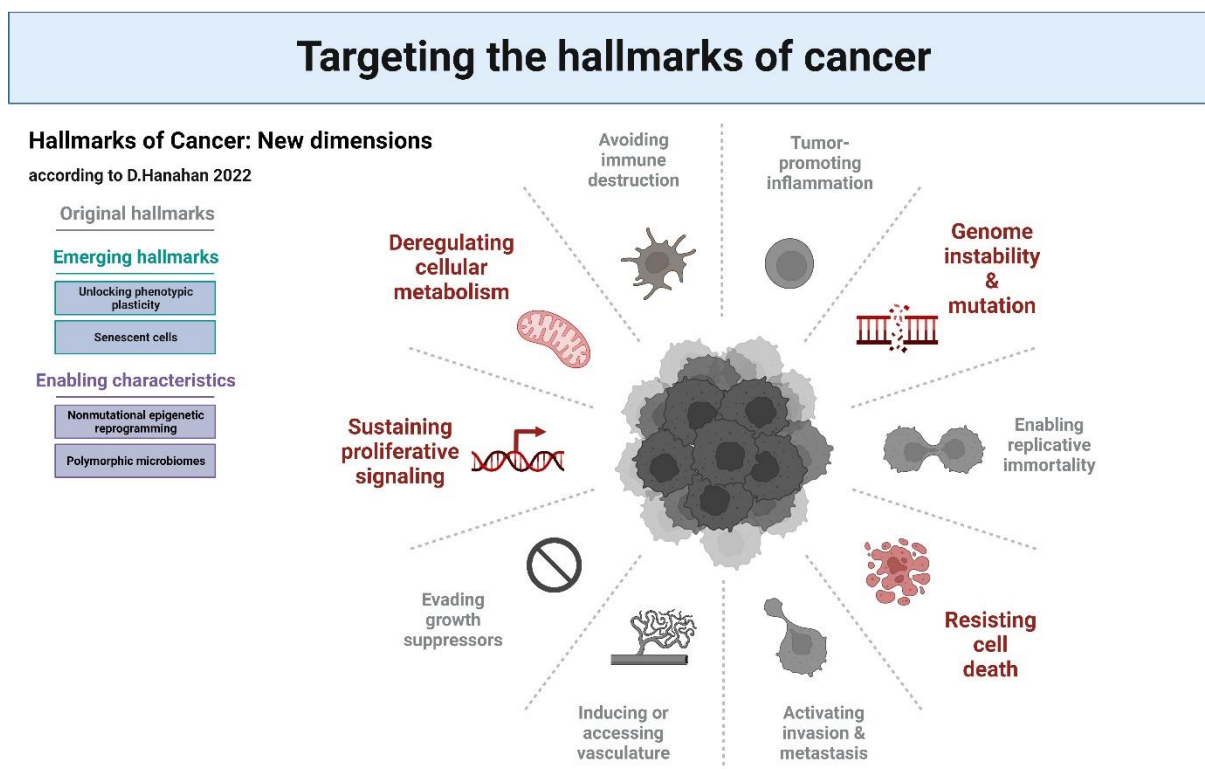 Targeting the hallmarks of cancer
Hallmarks of Cancer: New dimensions
according to D.Hanahan 2022
Original hallmarks
Emerging hallmarks
Unlocking phenotypic
plasticity
Senescent cells
Enabling characteristics
Nonmutational epigenetic
reprogramming
Polymorphic microbiomes
Avoiding
immune
destruction
Tumor-
promoting
inflammation
Genome
instability
&
mutation
Enabling
replicative
immortality
Resisting
cell
death
Activating
invasion &
metastasis
Inducing or
accessing
vasculature
Evading
growth
suppressors
Sustaining
proliferative
signaling
Deregulating
cellular
metabolism